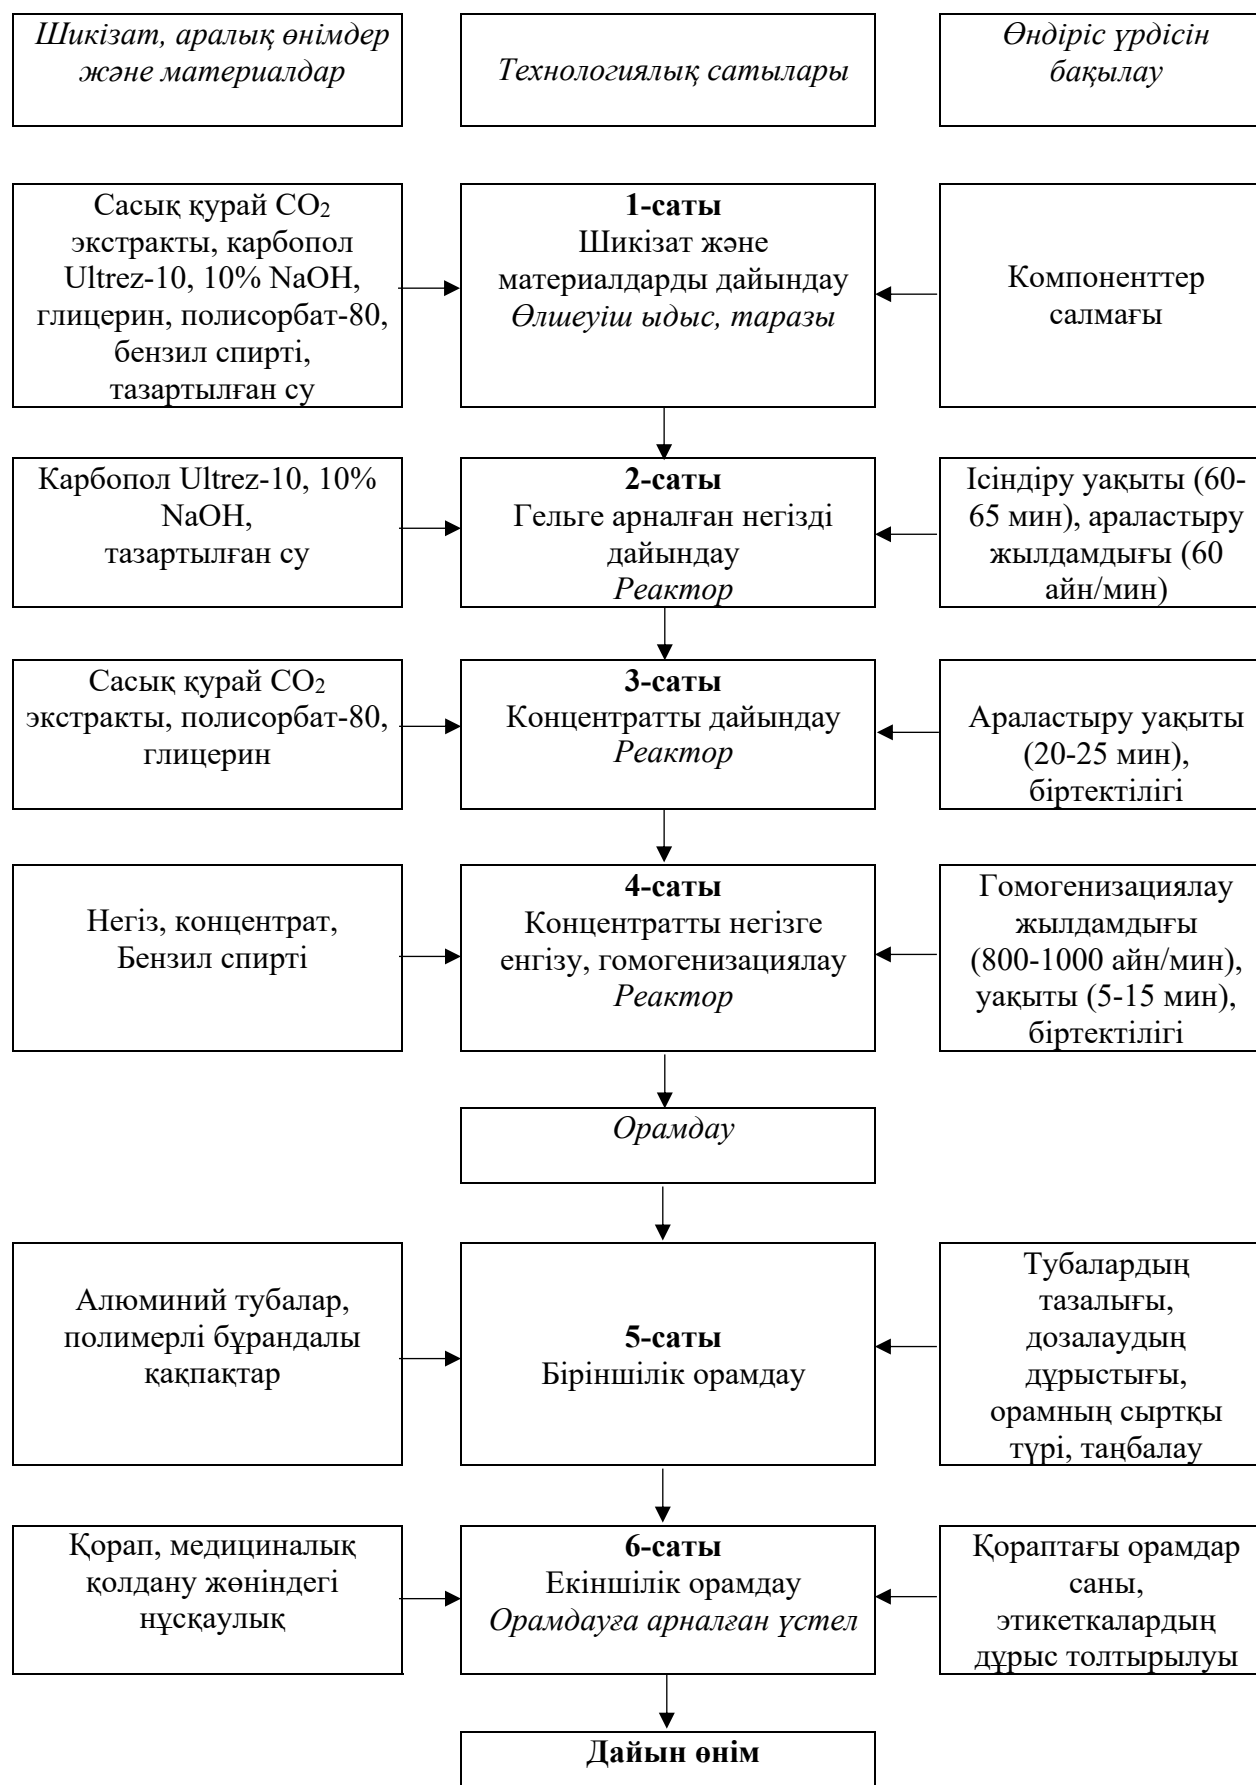 Шикізат, аралық өнімдер
және материалдар
Технологиялық сатылары
Өндіріс үрдісін
бақылау
Сасық қурай CO₂
экстракты, карбопол
Ultrez-10, 10% NaOH,
глицерин, полисорбат-80,
бензил спирті,
тазартылған су
1-саты
Шикізат және
материалдарды дайындау
Өлшеуіш ыдыс, таразы
Компоненттер
салмағы
Карбопол Ultrez-10, 10%
NaOH,
тазартылған су
2-саты
Гельге арналған негізді
дайындау
Реактор
Ісіндіру уақыты (60-
65 мин), араластыру
жылдамдығы (60
айн/мин)
Сасық қурай CO₂
экстракты, полисорбат-80,
глицерин
3-саты
Концентратты дайындау
Реактор
Араластыру уақыты
(20-25 мин),
біртектілігі
Негіз, концентрат,
Бензил спирті
4-саты
Концентратты негізге
енгізу, гомогенизациялау
Реактор
Гомогенизациялау
жылдамдығы
(800-1000 айн/мин),
уақыты (5-15 мин),
біртектілігі
Орамдау
Алюминий тубалар,
полимерлі бұрандалы
қақпақтар
5-саты
Біріншілік орамдау
Тубалардың
тазалығы,
дозалаудың
дұрыстығы,
орамның сыртқы
түрі, таңбалау
Қорап, медициналық
қолдану жөніндегі
нұсқаулық
6-саты
Екіншілік орамдау
Орамдауға арналған үстел
Қораптағы орамдар
саны,
этикеткалардың
дұрыс толтырылуы
Дайын өнім